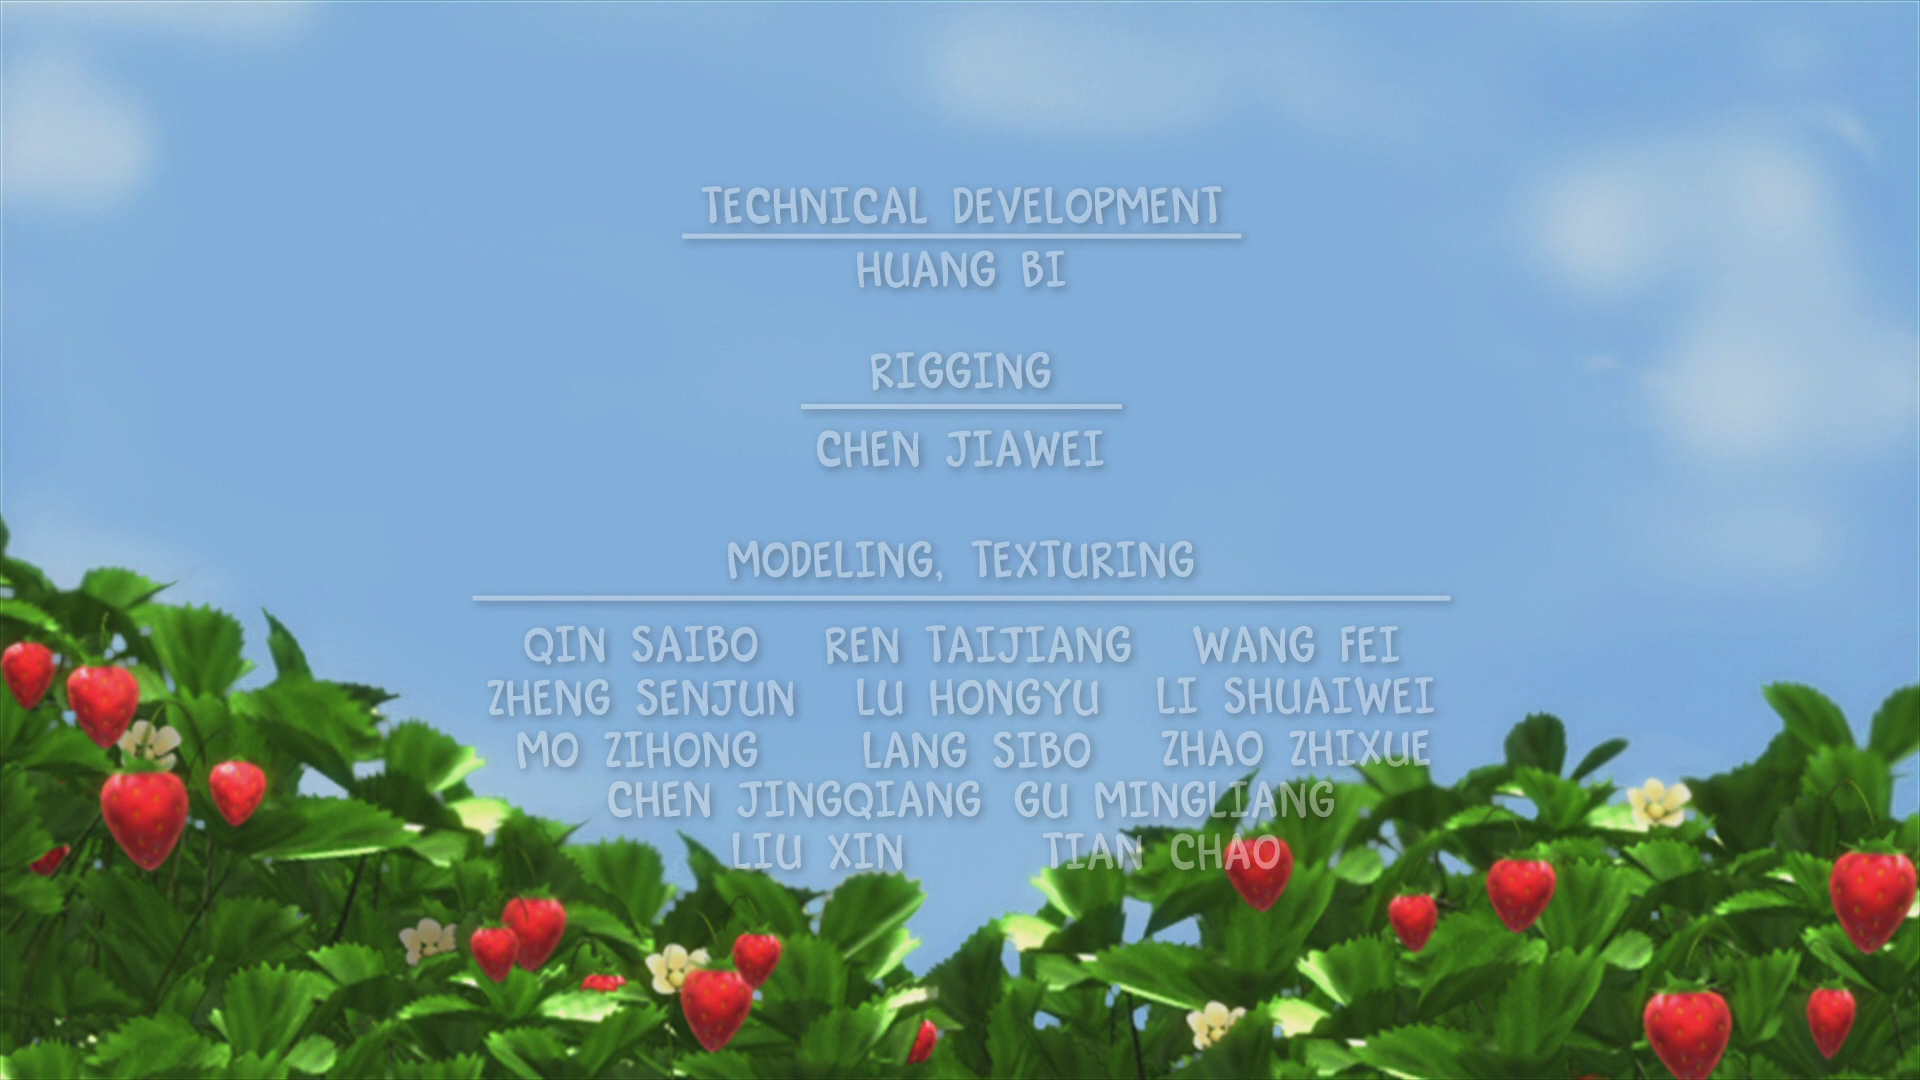 TECHNICAL DEVELOPMENT
HUANG BI
RIGGING
CHEN JIAWEI
MODELING, TEXTURING
QIN SAIBO REN TAIJIANG WANG FEI
ZHENG SENJUN LU HONGYU LI SHUAIWEI
MO ZIHONG LANG SIBO ZHAO ZHIXUE
CHEN JINGQIANG GU MINGLIANG
LIU XIN TIAN CHAO